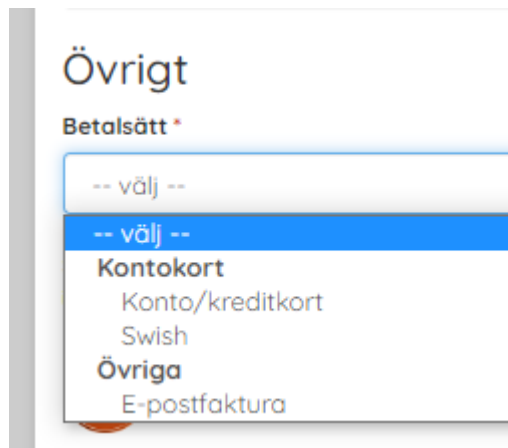 Övrigt
Betalsätt *
-- välj --
-- välj --
Kontokort
Konto/kreditkort
Swish
Övriga
E-postfaktura